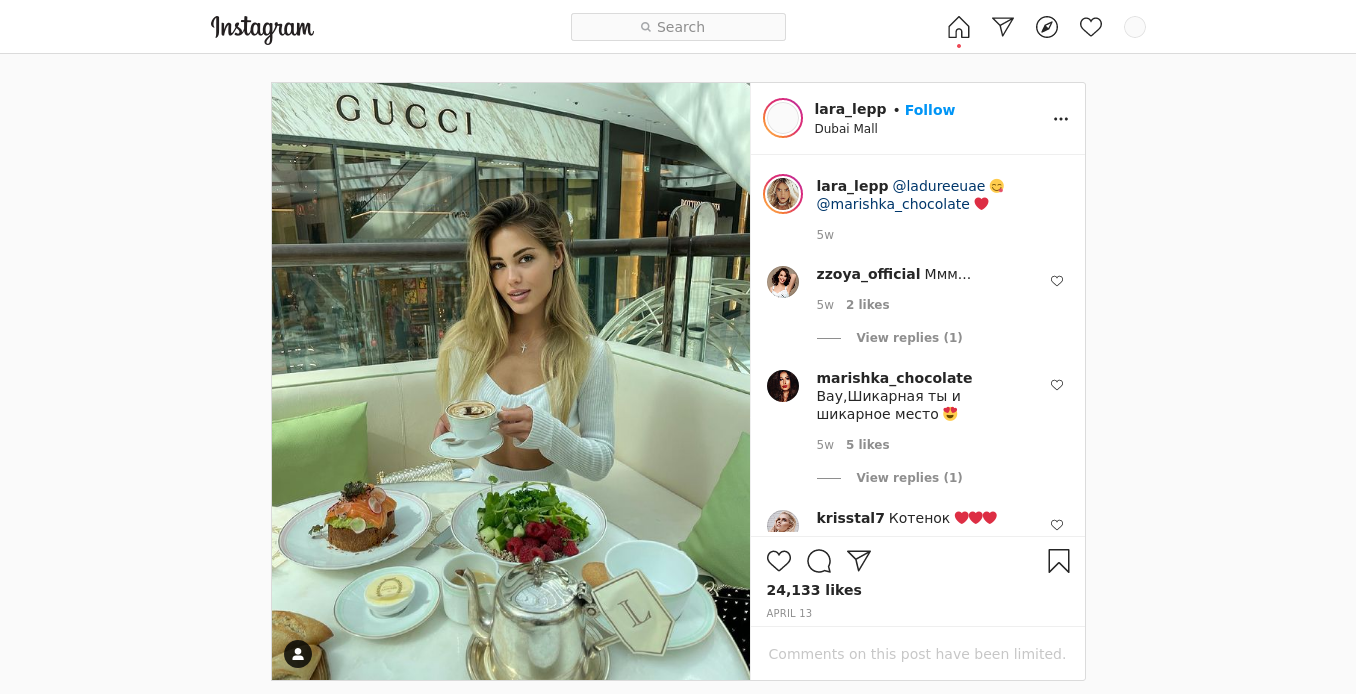 Instagram
Search
GUCCI
lara_lepp • Follow
Dubai Mall
lara_lepp @ladureeuae 😋
@marishka_chocolate ❤️
5w
zzoya_official Ммм...
5w 2 likes
View replies (1)
marishka_chocolate
Вау,Шикарная ты и
шикарное место 😍
5w 5 likes
View replies (1)
krisstal7 Котенок ❤️❤️❤️
24,133 likes
APRIL 13
L
Comments on this post have been limited.